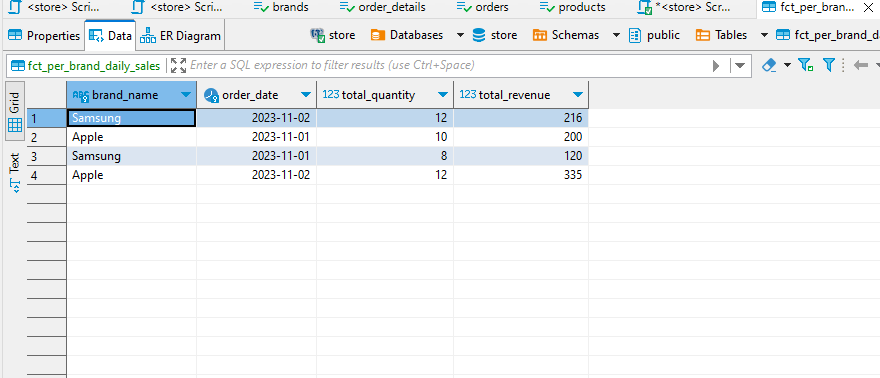 <store> Scri... <store> Scri... brands order_details orders products *<store> Scr... fct_per_bran...
Properties Data ER Diagram store Databases store Schemas public Tables fct_per_brand_d
fct_per_brand_daily_sales Enter a SQL expression to filter results (use Ctrl+Space)
Grid
Text
ABC brand_name order_date 123 total_quantity 123 total_revenue
1 Samsung 2023-11-02 12 216
2 Apple 2023-11-01 10 200
3 Samsung 2023-11-01 8 120
4 Apple 2023-11-02 12 335